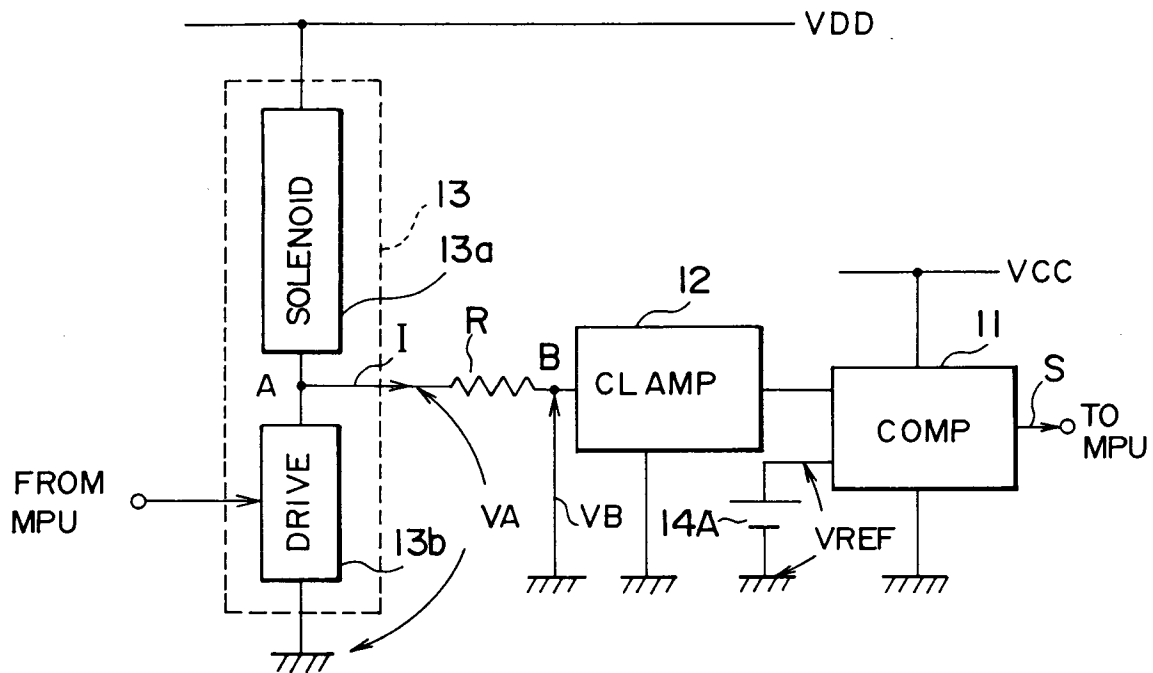 VDD
SOLENOID
13
13a
12
VCC
R
11
I
B
S
A
CLAMP
COMP
TO
MPU
FROM
MPU
DRIVE
VA
VB
14A
VREF
13b